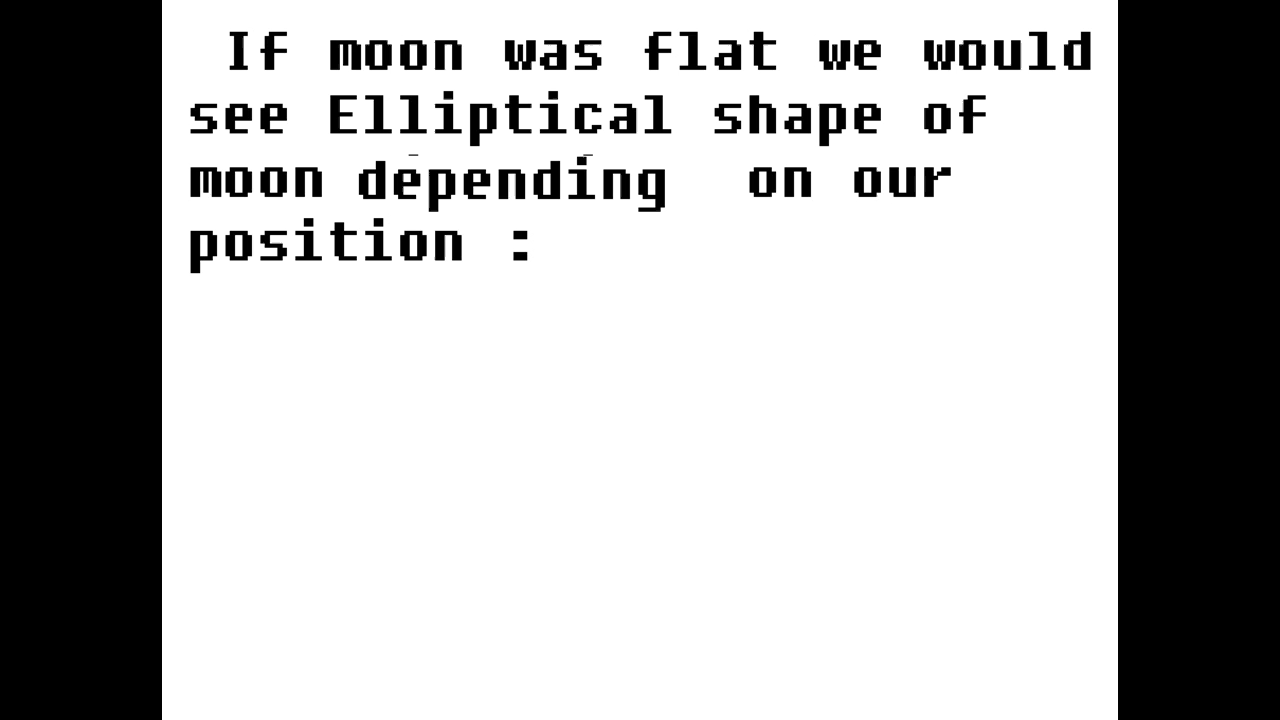 If moon was flat we would
see Elliptical shape of
moon depending on our
position :